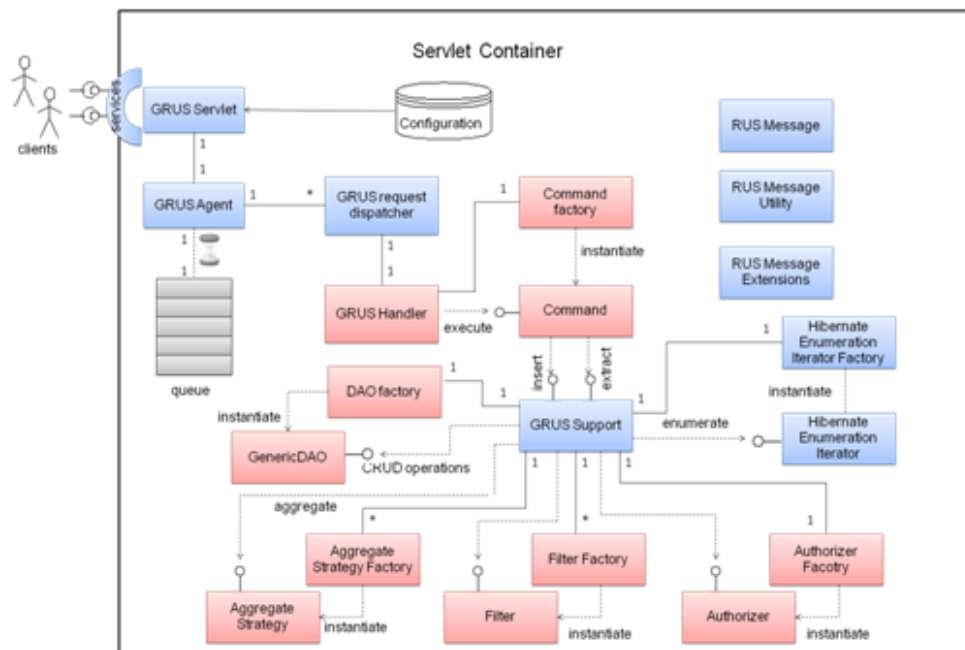 Servlet Container
services
GRUS Servlet
Configuration
clients
RUS Message
1
1
GRUS Agent
1
*
GRUS request
dispatcher
1
Command
factory
RUS Message
Utility
1
1
1
1
instantiate
RUS Message
Extensions
GRUS Handler
execute
Command
queue
insert
extract
1
Hibernate
Enumeration
Iterator Factory
DAO factory
1
1
1
instantiate
instantiate
GRUS Support
enumerate
Hibernate
Enumeration
Iterator
GenericDAO
CRUD operations
1
1
1
aggregate
*
*
1
Aggregate
Strategy Factory
Filter Factory
Authorizer
Facotry
Aggregate
Strategy
instantiate
Filter
instantiate
Authorizer
instantiate